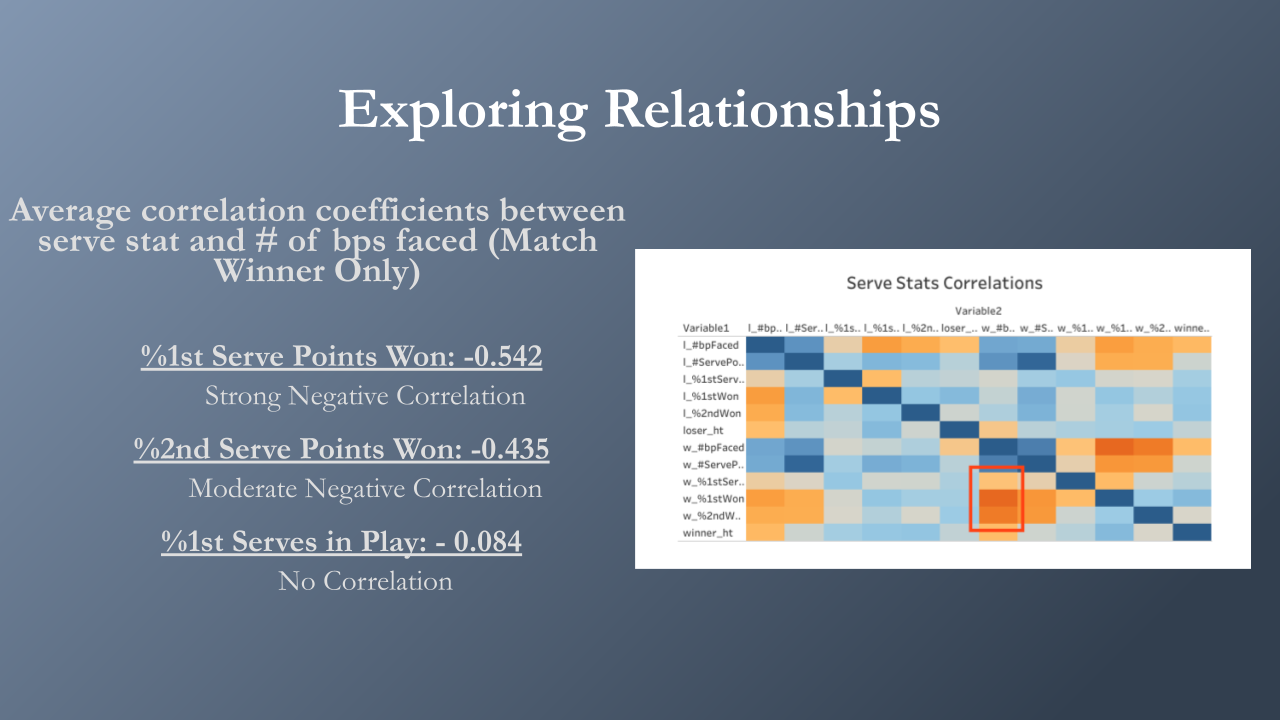 Exploring Relationships
Average correlation coefficients between
serve stat and # of bps faced (Match
Winner Only)
%1st Serve Points Won: -0.542
Strong Negative Correlation
%2nd Serve Points Won: -0.435
Moderate Negative Correlation
%1st Serves in Play: - 0.084
No Correlation
Serve Stats Correlations
Variable2
Variable1 l_#bp.. l_#Ser.. l_%1s.. l_%1s.. l_%2n.. loser_.. w_#b.. w_#S.. w_%1.. w_%1.. w_%2.. winne..
l_#bpFaced
l_#ServePo..
l_%1stServ..
l_%1stWon
l_%2ndWon
loser_ht
w_#bpFaced
w_#ServeP..
w_%1stSer..
w_%1stWon
w_%2ndW..
winner_ht